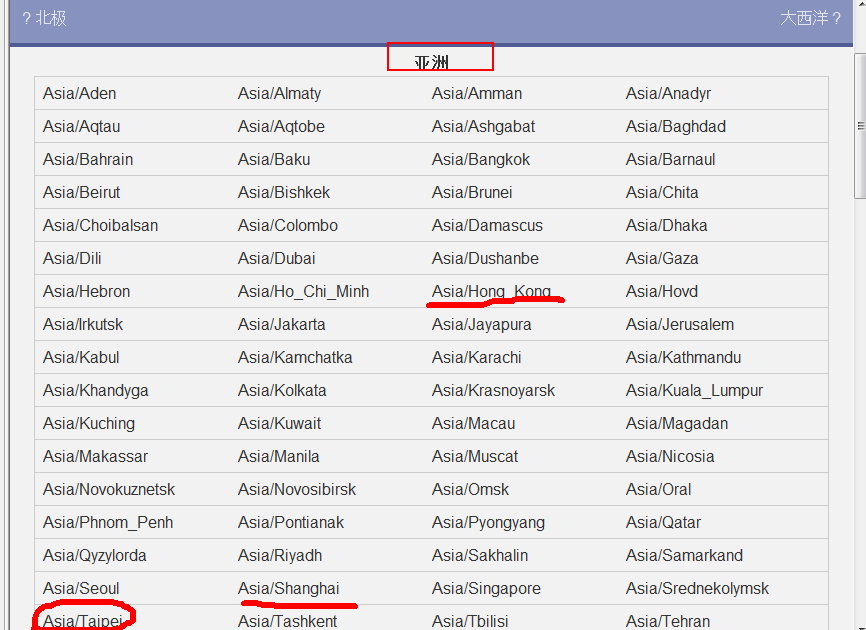 ? 北极 大西洋 ?
亚洲
Asia/Aden Asia/Almaty Asia/Amman Asia/Anadyr
Asia/Aqtau Asia/Aqtobe Asia/Ashgabat Asia/Baghdad
Asia/Bahrain Asia/Baku Asia/Bangkok Asia/Barnaul
Asia/Beirut Asia/Bishkek Asia/Brunei Asia/Chita
Asia/Choibalsan Asia/Colombo Asia/Damascus Asia/Dhaka
Asia/Dili Asia/Dubai Asia/Dushanbe Asia/Gaza
Asia/Hebron Asia/Ho_Chi_Minh Asia/Hong_Kong Asia/Hovd
Asia/Irkutsk Asia/Jakarta Asia/Jayapura Asia/Jerusalem
Asia/Kabul Asia/Kamchatka Asia/Karachi Asia/Kathmandu
Asia/Khandyga Asia/Kolkata Asia/Krasnoyarsk Asia/Kuala_Lumpur
Asia/Kuching Asia/Kuwait Asia/Macau Asia/Magadan
Asia/Makassar Asia/Manila Asia/Muscat Asia/Nicosia
Asia/Novokuznetsk Asia/Novosibirsk Asia/Omsk Asia/Oral
Asia/Phnom_Penh Asia/Pontianak Asia/Pyongyang Asia/Qatar
Asia/Qyzylorda Asia/Riyadh Asia/Sakhalin Asia/Samarkand
Asia/Seoul Asia/Shanghai Asia/Singapore Asia/Srednekolymsk
Asia/Taipei Asia/Tashkent Asia/Tbilisi Asia/Tehran